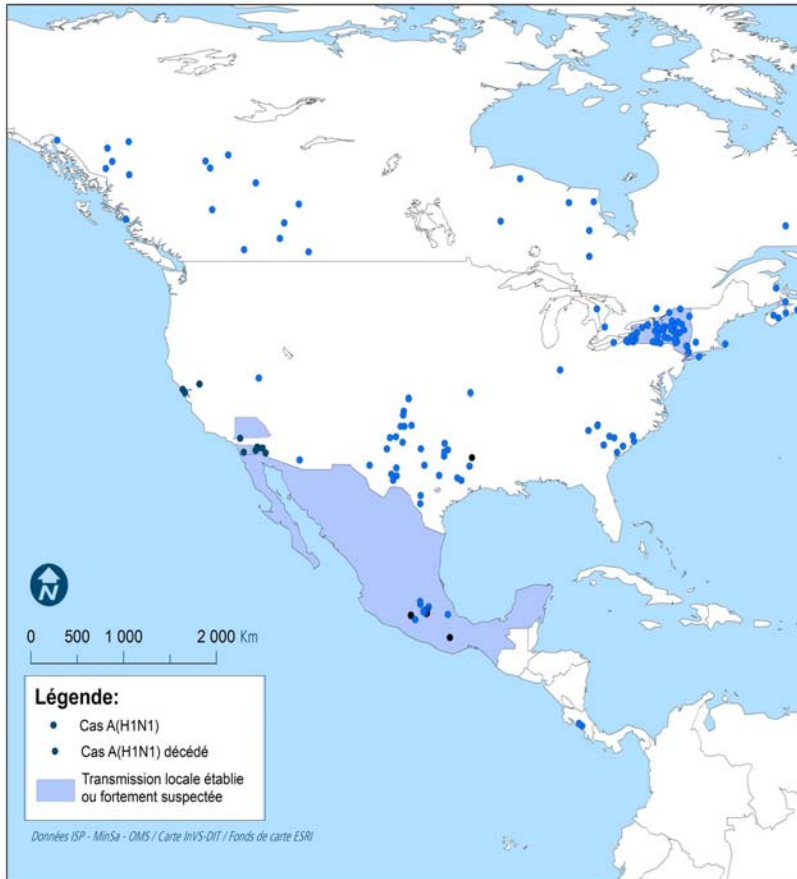 N
0 500 1 000 2 000 Km
Légende:
Cas A(H1N1)
Cas A(H1N1) décédé
Transmission locale établie
ou fortement suspectée
Données ISP - MinSa - OMS / Carte InVS-DIT / Fonds de carte ESRI